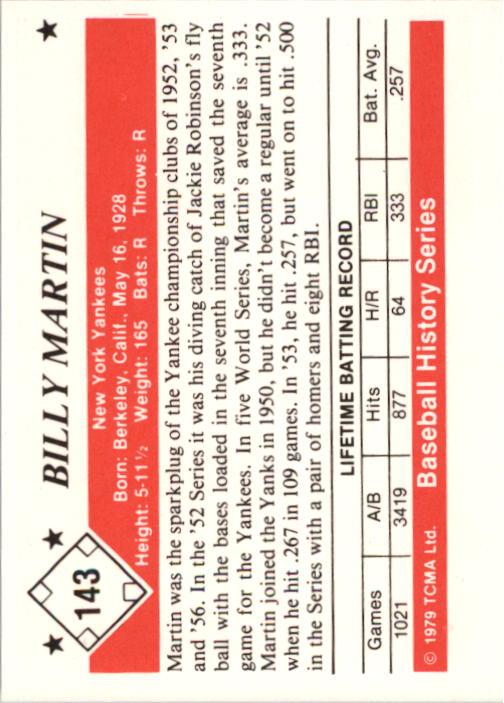 143
BILLY MARTIN
New York Yankees
Born: Berkeley, Calif., May 16, 1928
Height: 5-11½ Weight: 165 Bats: R Throws: R
Martin was the sparkplug of the Yankee championship clubs of 1952, '53
and '56. In the '52 Series it was his diving catch of Jackie Robinson's fly
ball with the bases loaded in the seventh inning that saved the seventh
game for the Yankees. In five World Series, Martin's average is .333.
Martin joined the Yanks in 1950, but he didn't become a regular until '52
when he hit .267 in 109 games. In '53, he hit .257, but went on to hit .500
in the Series with a pair of homers and eight RBI.
LIFETIME BATTING RECORD
Games A/B Hits H/R RBI Bat. Avg.
1021 3419 877 64 333 .257
© 1979 TCMA Ltd. Baseball History Series